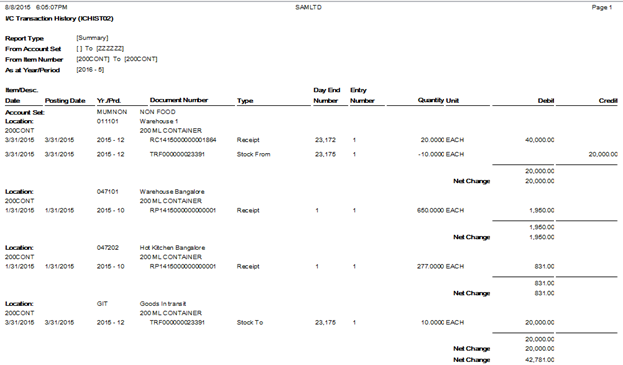 8/8/2015 6:05:07PM SAMLTD Page 1
I/C Transaction History (ICHIST02)
Report Type [Summary]
From Account Set [ ] To [ZZZZZZ]
From Item Number [200CONT] To [200CONT]
As at Year/Period [2016 - 5]
Item/Desc. Day End Entry
Date Posting Date Yr./Prd. Document Number Type Number Number Quantity Unit Debit Credit
Account Set: MUMNON NON FOOD
Location: 011101 Warehouse 1
200CONT 200 ML CONTAINER
3/31/2015 3/31/2015 2015 - 12 RC1415000000001864 Receipt 23,172 1 20.0000 EACH 40,000.00
3/31/2015 3/31/2015 2015 - 12 TRF000000023391 Stock From 23,175 1 -10.0000 EACH 20,000.00
20,000.00
Net Change 20,000.00
Location: 047101 Warehouse Bangalore
200CONT 200 ML CONTAINER
1/31/2015 1/31/2015 2015 - 10 RP1415000000000001 Receipt 1 1 650.0000 EACH 1,950.00
1,950.00
Net Change 1,950.00
Location: 047202 Hot Kitchen Bangalore
200CONT 200 ML CONTAINER
1/31/2015 1/31/2015 2015 - 10 RP1415000000000001 Receipt 1 1 277.0000 EACH 831.00
831.00
Net Change 831.00
Location: GIT Goods In transit
200CONT 200 ML CONTAINER
3/31/2015 3/31/2015 2015 - 12 TRF000000023391 Stock To 23,175 1 10.0000 EACH 20,000.00
20,000.00
Net Change 20,000.00
Net Change 42,781.00